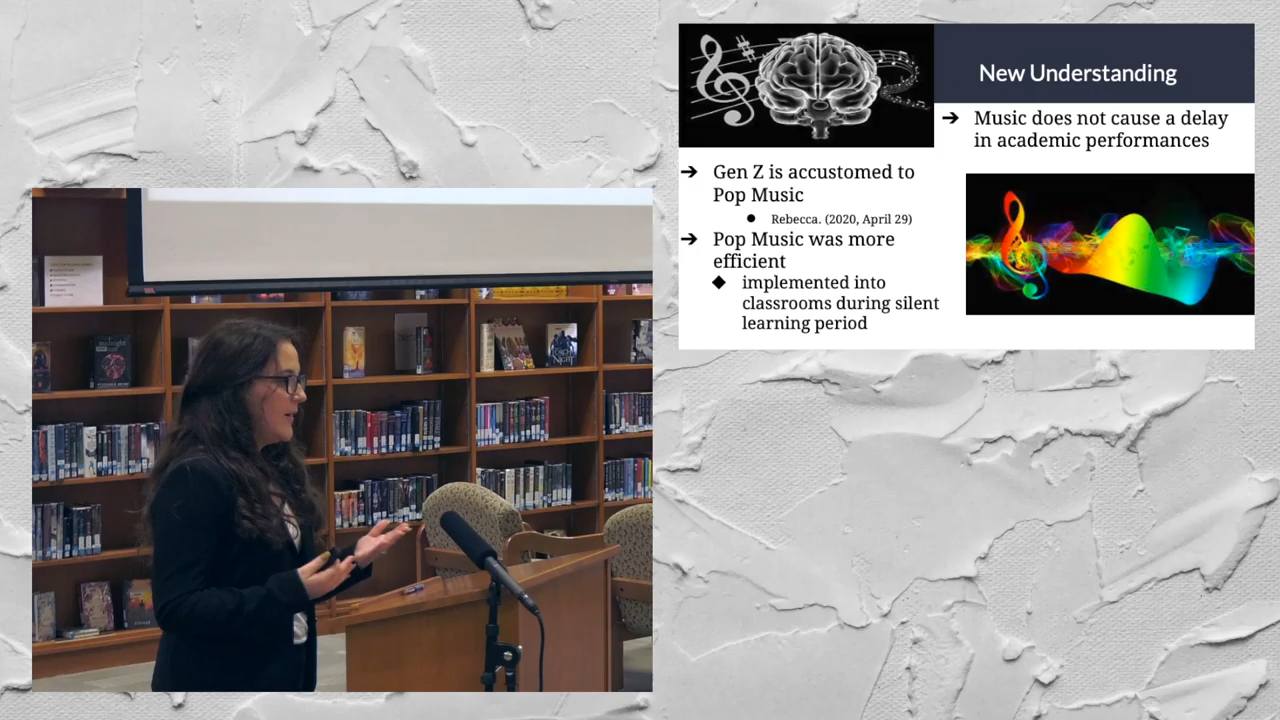 New Understanding
➔ Music does not cause a delay
in academic performances
➔ Gen Z is accustomed to
Pop Music
● Rebecca. (2020, April 29)
➔ Pop Music was more
efficient
◆ implemented into
classrooms during silent
learning period